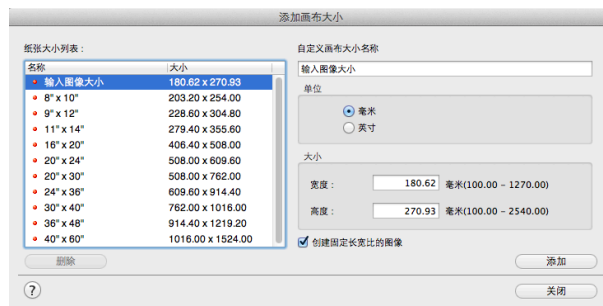 添加画布大小
纸张大小列表：
名称 大小
输入图像大小 180.62 x 270.93
8" x 10" 203.20 x 254.00
9" x 12" 228.60 x 304.80
11" x 14" 279.40 x 355.60
16" x 20" 406.40 x 508.00
20" x 24" 508.00 x 609.60
20" x 30" 508.00 x 762.00
24" x 36" 609.60 x 914.40
30" x 40" 762.00 x 1016.00
36" x 48" 914.40 x 1219.20
40" x 60" 1016.00 x 1524.00
删除
自定义画布大小名称
输入图像大小
单位
毫米
英寸
大小
宽度： 180.62 毫米(100.00 – 1270.00)
高度： 270.93 毫米(100.00 – 2540.00)
创建固定长宽比的图像
添加
? 关闭